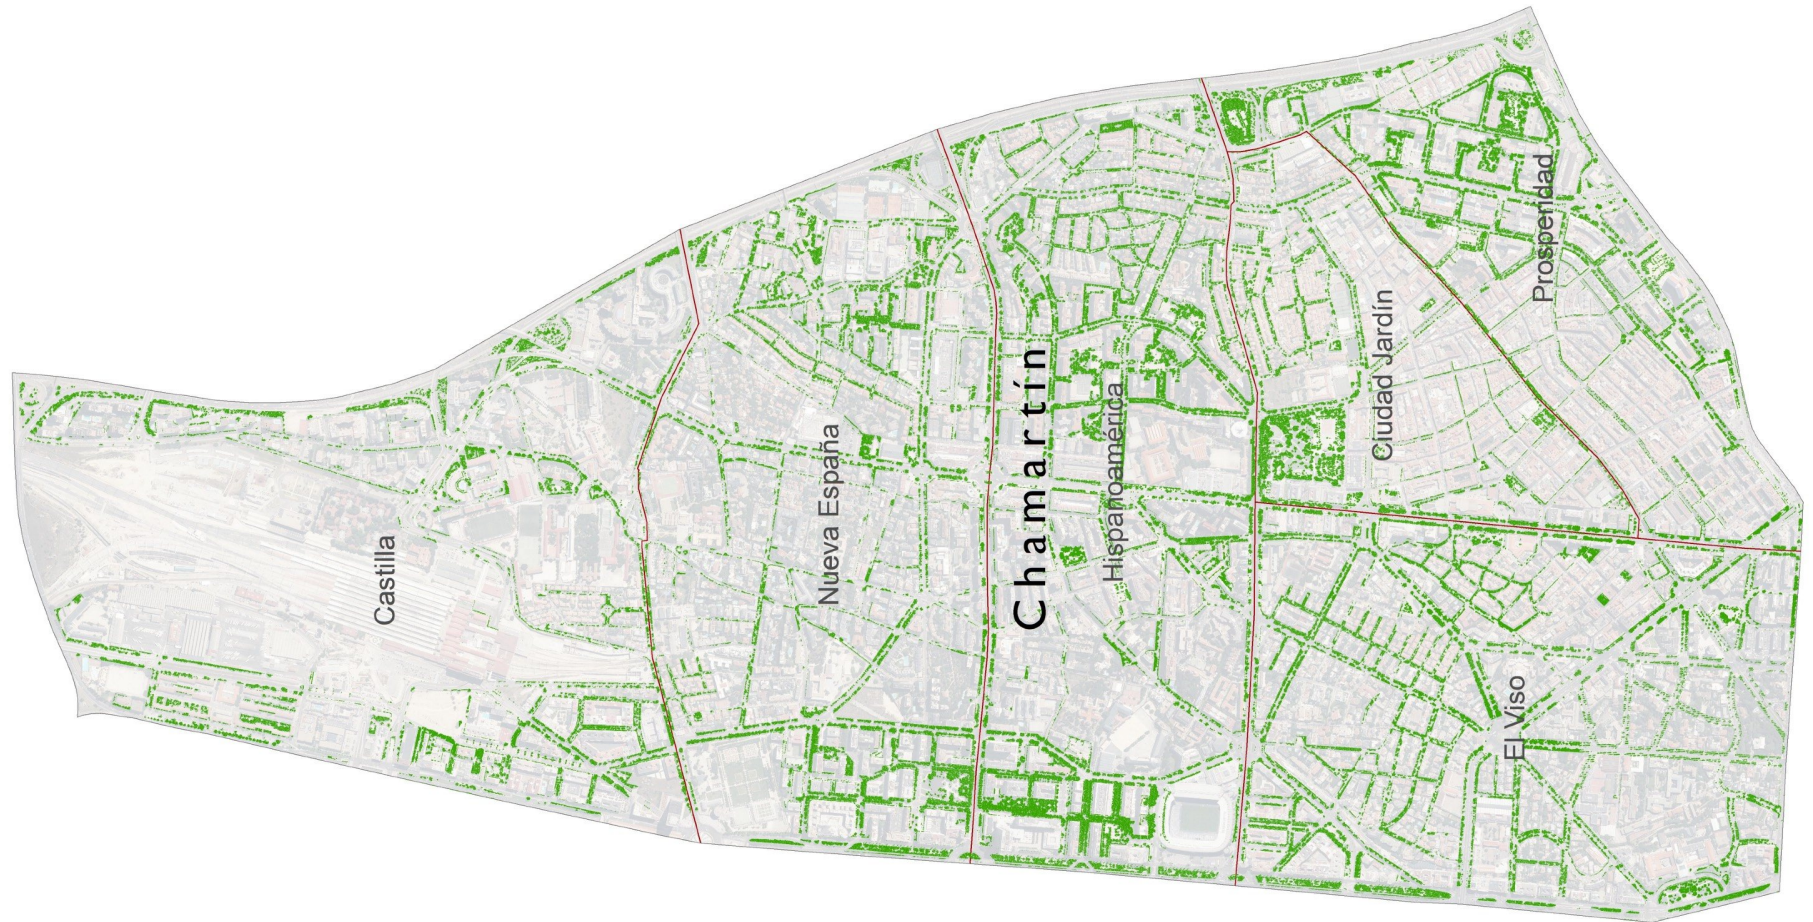 Castilla
Nueva España
Chamartín
Hispanoamérica
Ciudad Jardín
Prosperidad
El Viso